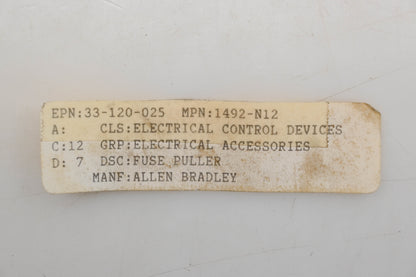 EPN:33-120-025 MPN:1492-N12
A: CLS:ELECTRICAL CONTROL DEVICES
C:12 GRP:ELECTRICAL ACCESSORIES
D: 7 DSC:FUSE PULLER
MANF:ALLEN BRADLEY